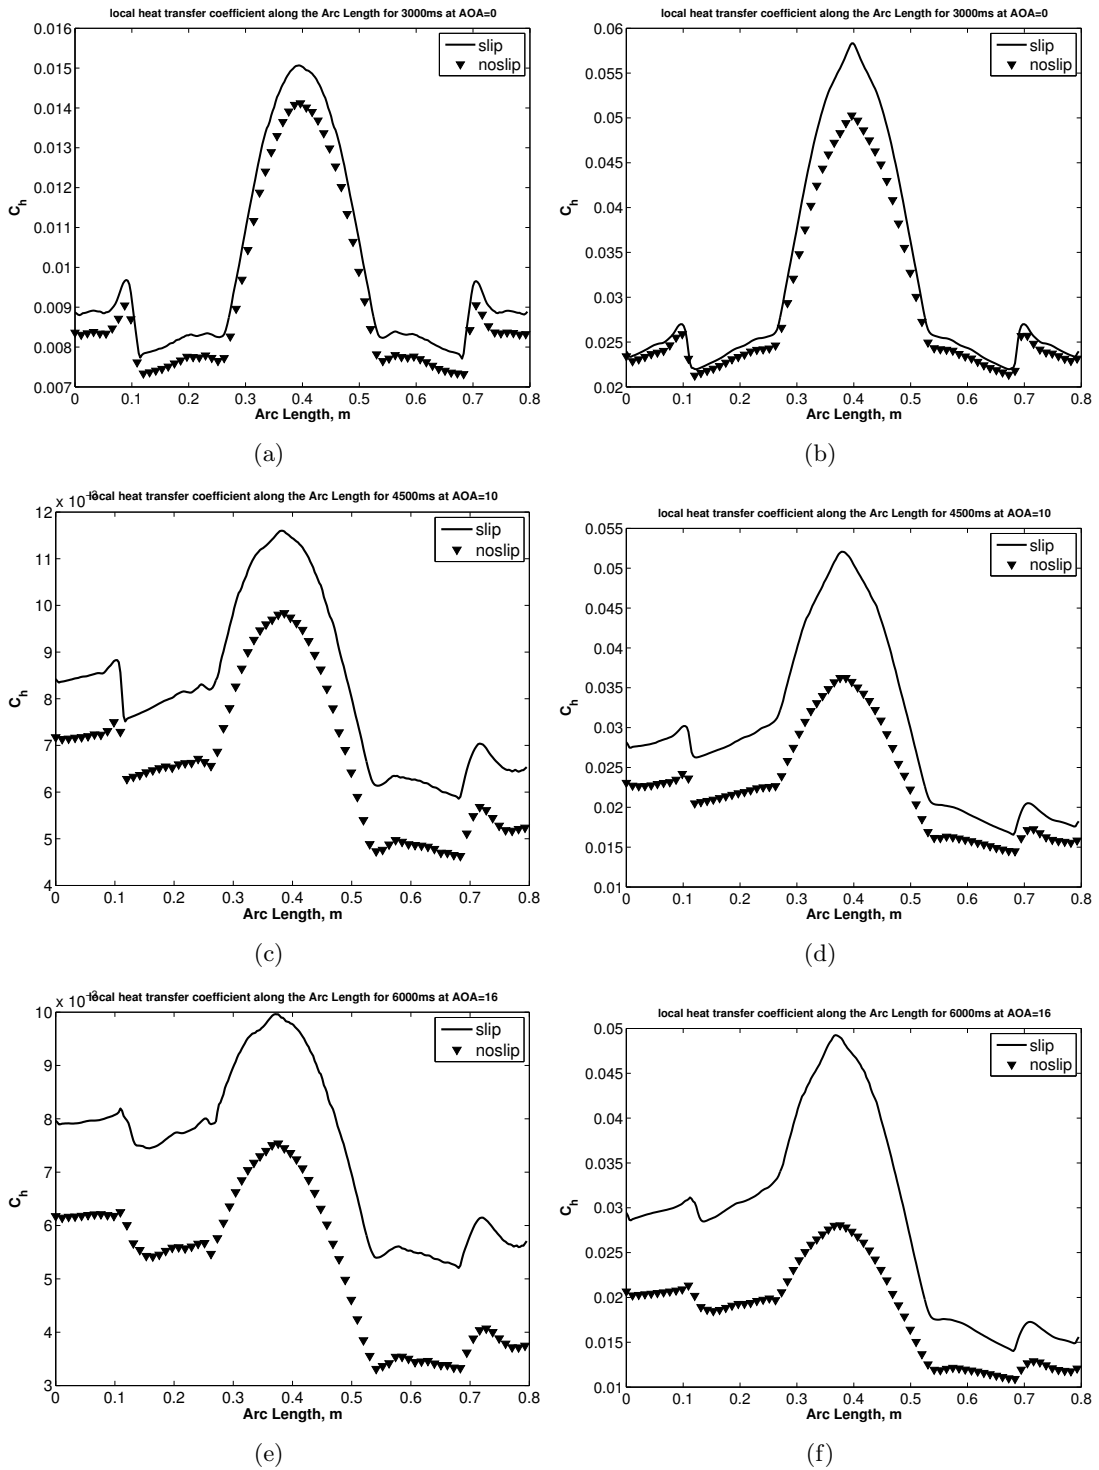 local heat transfer coefficient along the Arc Length for 3000ms at AOA=0
0.016
0.015
0.014
0.013
0.012
0.011
0.01
0.009
0.008
0.007
C_h
slip
noslip
0 0.1 0.2 0.3 0.4 0.5 0.6 0.7 0.8
Arc Length, m
(a)
local heat transfer coefficient along the Arc Length for 3000ms at AOA=0
0.06
0.055
0.05
0.045
0.04
0.035
0.03
0.025
0.02
C_h
slip
noslip
0 0.1 0.2 0.3 0.4 0.5 0.6 0.7 0.8
Arc Length, m
(b)
local heat transfer coefficient along the Arc Length for 4500ms at AOA=10
x 10
12
11
10
9
8
7
6
5
4
C_h
slip
noslip
0 0.1 0.2 0.3 0.4 0.5 0.6 0.7 0.8
Arc Length, m
(c)
local heat transfer coefficient along the Arc Length for 4500ms at AOA=10
0.055
0.05
0.045
0.04
0.035
0.03
0.025
0.02
0.015
0.01
C_h
slip
noslip
0 0.1 0.2 0.3 0.4 0.5 0.6 0.7 0.8
Arc Length, m
(d)
local heat transfer coefficient along the Arc Length for 6000ms at AOA=16
x 10
10
9
8
7
6
5
4
3
C_h
slip
noslip
0 0.1 0.2 0.3 0.4 0.5 0.6 0.7 0.8
Arc Length, m
(e)
local heat transfer coefficient along the Arc Length for 6000ms at AOA=16
0.05
0.045
0.04
0.035
0.03
0.025
0.02
0.015
0.01
C_h
slip
noslip
0 0.1 0.2 0.3 0.4 0.5 0.6 0.7 0.8
Arc Length, m
(f)